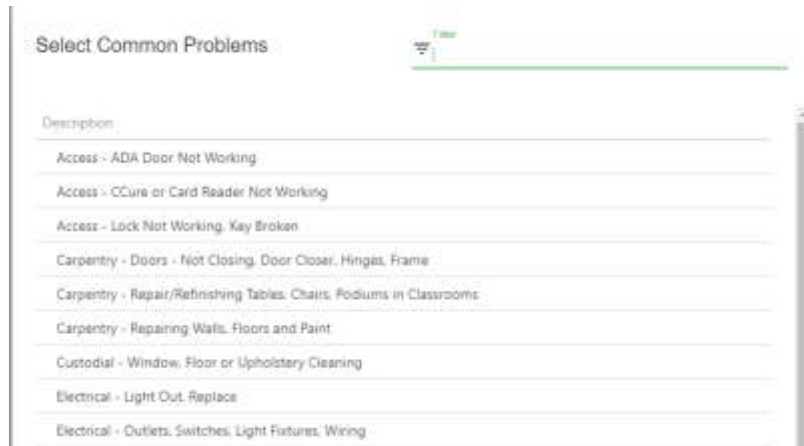 Filter
Select Common Problems
Description
Access - ADA Door Not Working
Access - CCure or Card Reader Not Working
Access - Lock Not Working, Key Broken
Carpentry - Doors - Not Closing, Door Closer, Hinges, Frame
Carpentry - Repair/Refinishing Tables, Chairs, Podiums in Classrooms
Carpentry - Repairing Walls, Floors and Paint
Custodial - Window, Floor or Upholstery Cleaning
Electrical - Light Out, Replace
Electrical - Outlets, Switches, Light Fixtures, Wiring